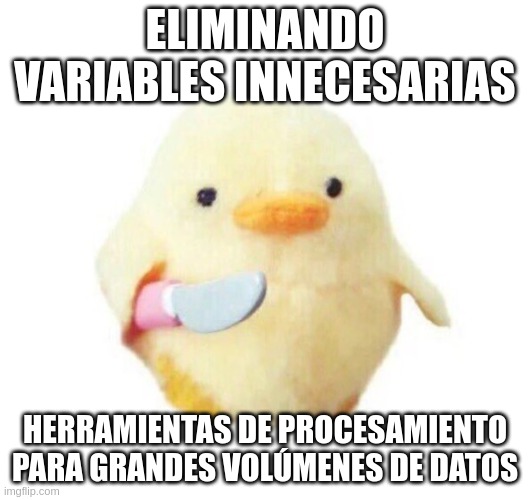 ELIMINANDO
VARIABLES INNECESARIAS
HERRAMIENTAS DE PROCESAMIENTO
PARA GRANDES VOLÚMENES DE DATOS
imgflip.com